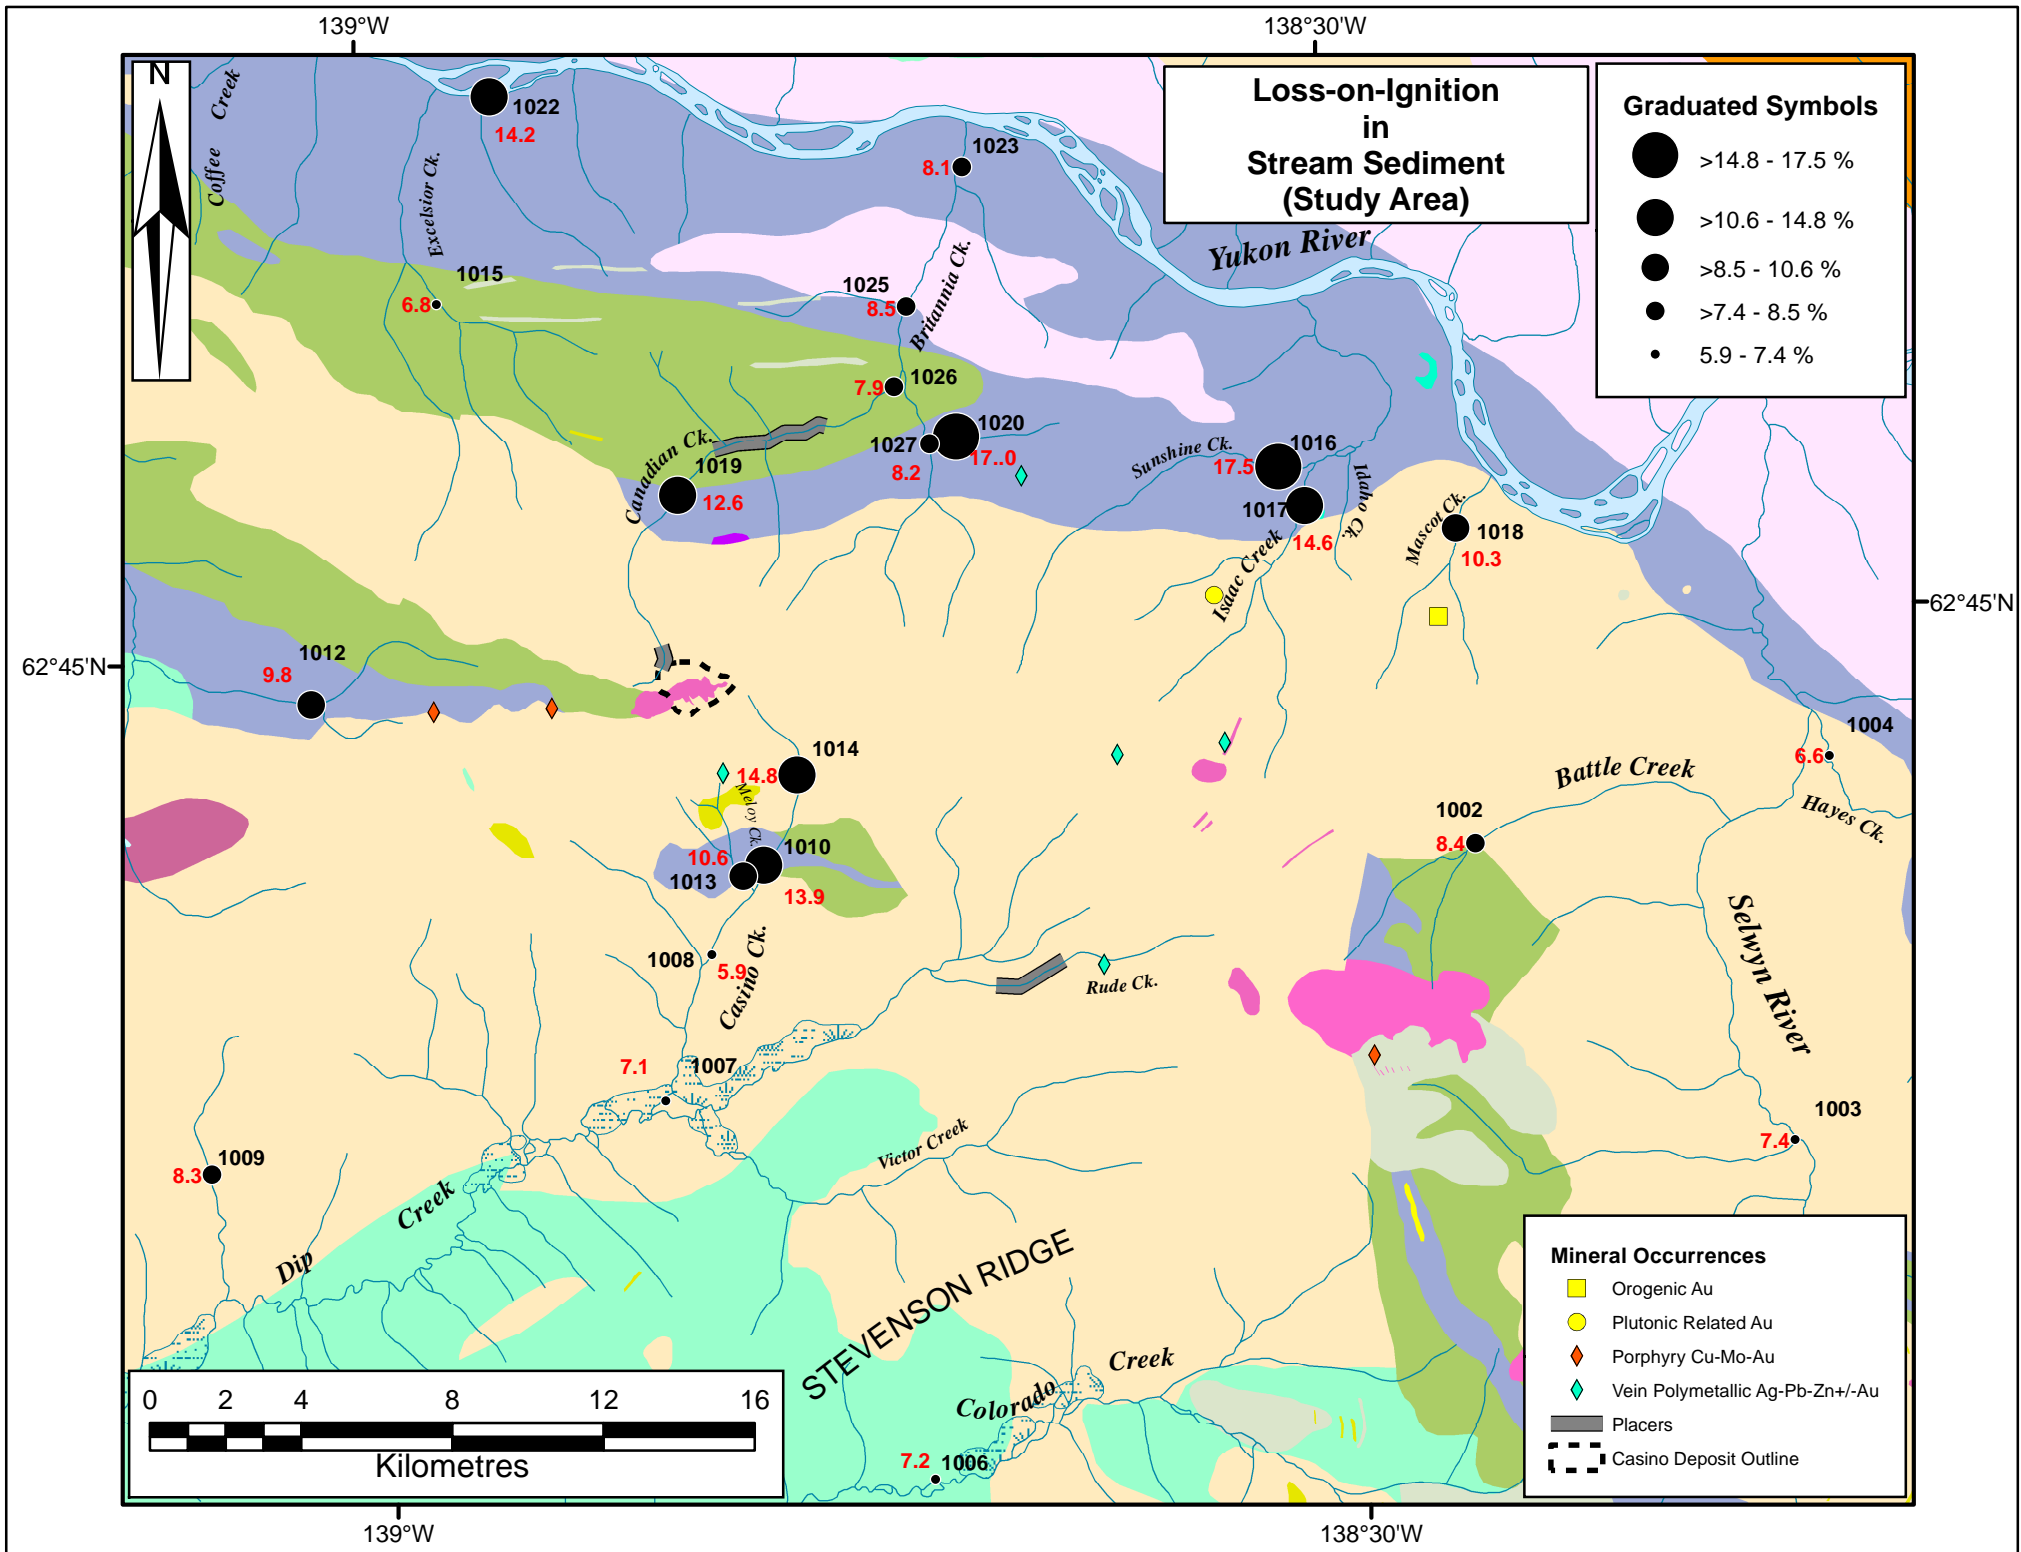 139°W
138°30'W
N
Loss-on-Ignition
in
Stream Sediment
(Study Area)
Graduated Symbols
>14.8 - 17.5 %
>10.6 - 14.8 %
>8.5 - 10.6 %
>7.4 - 8.5 %
5.9 - 7.4 %
Coffee Creek
Excelsior Ck.
1022
14.2
1023
8.1
Yukon River
1015
6.8
1025
8.5
Britannia Ck.
1026
7.9
1020
17..0
1027
8.2
Canadian Ck.
1019
12.6
Sunshine Ck.
1016
17.5
1017
14.6
Idaho Ck.
Isaac Creek
Mascot Ck.
1018
10.3
62°45'N
62°45'N
1012
9.8
1014
14.8
Meloy Ck.
1010
13.9
10.6
1013
1004
6.6
Battle Creek
Hayes Ck.
1002
8.4
Selwyn River
1008
5.9
Casino Ck.
Rude Ck.
7.1
1007
1003
7.4
1009
8.3
Victor Creek
Dip Creek
STEVENSON RIDGE
Colorado Creek
7.2
1006
Mineral Occurrences
Orogenic Au
Plutonic Related Au
Porphyry Cu-Mo-Au
Vein Polymetallic Ag-Pb-Zn+/-Au
Placers
Casino Deposit Outline
0 2 4 8 12 16
Kilometres
139°W
138°30'W